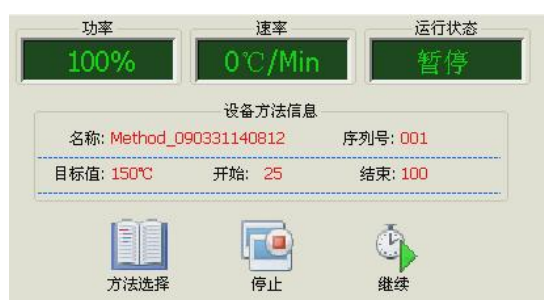 功率 速率 运行状态
100% 0℃/Min 暂停
设备方法信息
名称: Method_090331140812 序列号: 001
目标值: 150℃ 开始: 25 结束: 100
方法选择 停止 继续